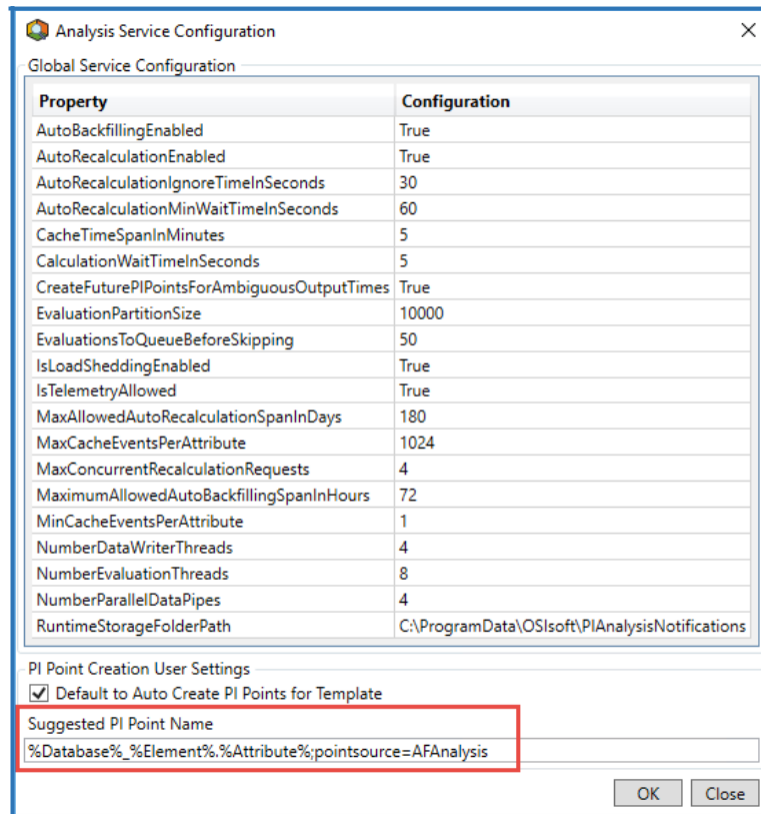 Analysis Service Configuration
Global Service Configuration
Property Configuration
AutoBackfillingEnabled True
AutoRecalculationEnabled True
AutoRecalculationIgnoreTimeInSeconds 30
AutoRecalculationMinWaitTimeInSeconds 60
CacheTimeSpanInMinutes 5
CalculationWaitTimeInSeconds 5
CreateFuturePIPointsForAmbiguousOutputTimes True
EvaluationPartitionSize 10000
EvaluationsToQueueBeforeSkipping 50
IsLoadSheddingEnabled True
IsTelemetryAllowed True
MaxAllowedAutoRecalculationSpanInDays 180
MaxCacheEventsPerAttribute 1024
MaxConcurrentRecalculationRequests 4
MaximumAllowedAutoBackfillingSpanInHours 72
MinCacheEventsPerAttribute 1
NumberDataWriterThreads 4
NumberEvaluationThreads 8
NumberParallelDataPipes 4
RuntimeStorageFolderPath C:\ProgramData\OSIsoft\PIAnalysisNotifications
PI Point Creation User Settings
Default to Auto Create PI Points for Template
Suggested PI Point Name
%Database%_%Element%.%Attribute%;pointsource=AFAnalysis
OK Close